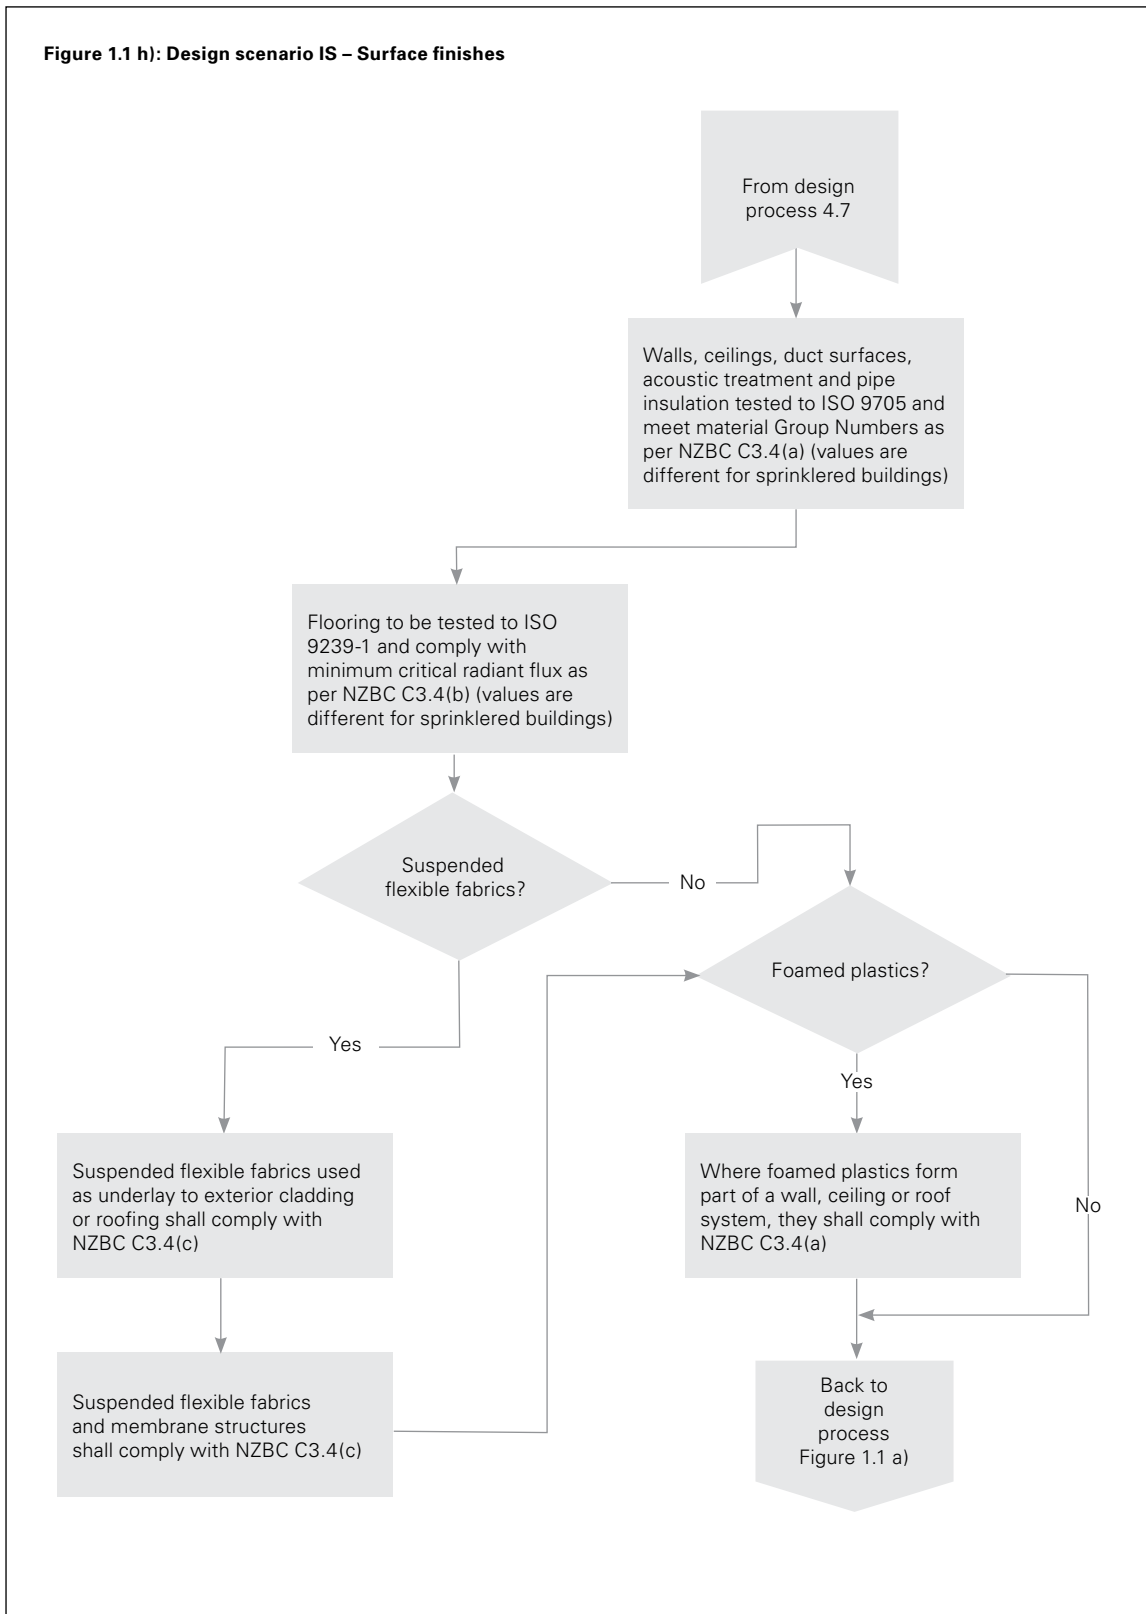 Figure 1.1 h): Design scenario IS – Surface finishes
From design
process 4.7
Walls, ceilings, duct surfaces,
acoustic treatment and pipe
insulation tested to ISO 9705 and
meet material Group Numbers as
per NZBC C3.4(a) (values are
different for sprinklered buildings)
Flooring to be tested to ISO
9239-1 and comply with
minimum critical radiant flux as
per NZBC C3.4(b) (values are
different for sprinklered buildings)
Suspended
flexible fabrics?
No
Foamed plastics?
Yes
Yes
Suspended flexible fabrics used
as underlay to exterior cladding
or roofing shall comply with
NZBC C3.4(c)
Where foamed plastics form
part of a wall, ceiling or roof
system, they shall comply with
NZBC C3.4(a)
No
Suspended flexible fabrics
and membrane structures
shall comply with NZBC C3.4(c)
Back to
design
process
Figure 1.1 a)